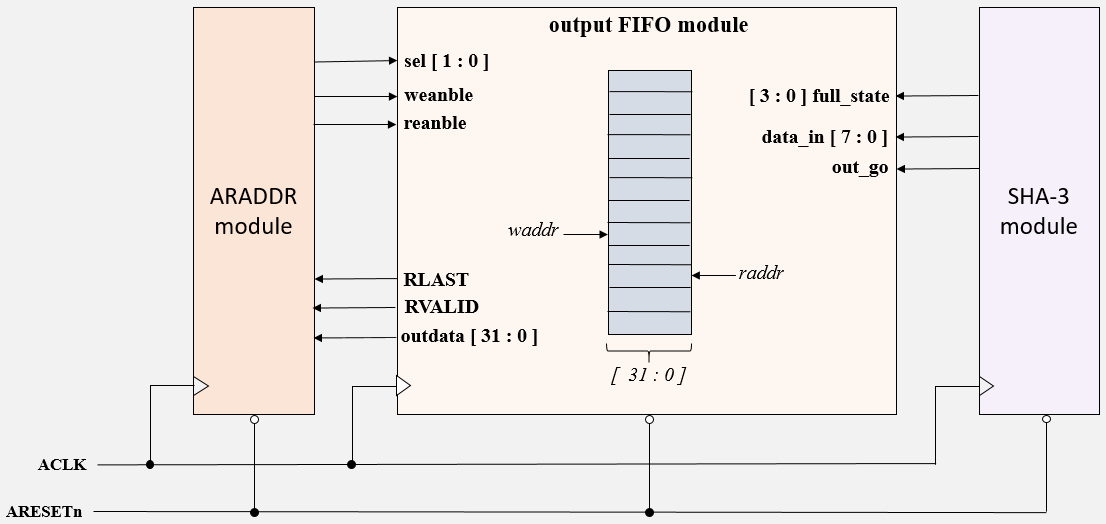 output FIFO module
sel [ 1 : 0 ]
weanble
reanble
[ 3 : 0 ] full_state
data_in [ 7 : 0 ]
out_go
ARADDR
module
SHA-3
module
waddr
raddr
RLAST
RVALID
outdata [ 31 : 0 ]
[ 31 : 0 ]
ACLK
ARESETn